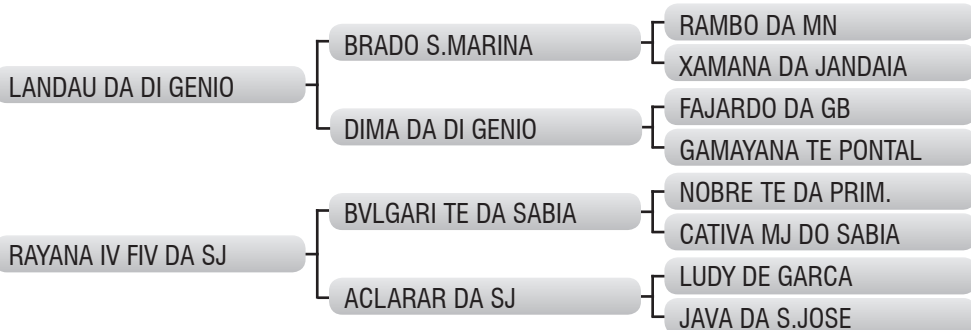 LANDAU DA DI GENIO
BRADO S.MARINA
RAMBO DA MN
XAMANA DA JANDAIA
DIMA DA DI GENIO
FAJARDO DA GB
GAMAYANA TE PONTAL
RAYANA IV FIV DA SJ
BVLGARI TE DA SABIA
NOBRE TE DA PRIM.
CATIVA MJ DO SABIA
ACLARAR DA SJ
LUDY DE GARCA
JAVA DA S.JOSE